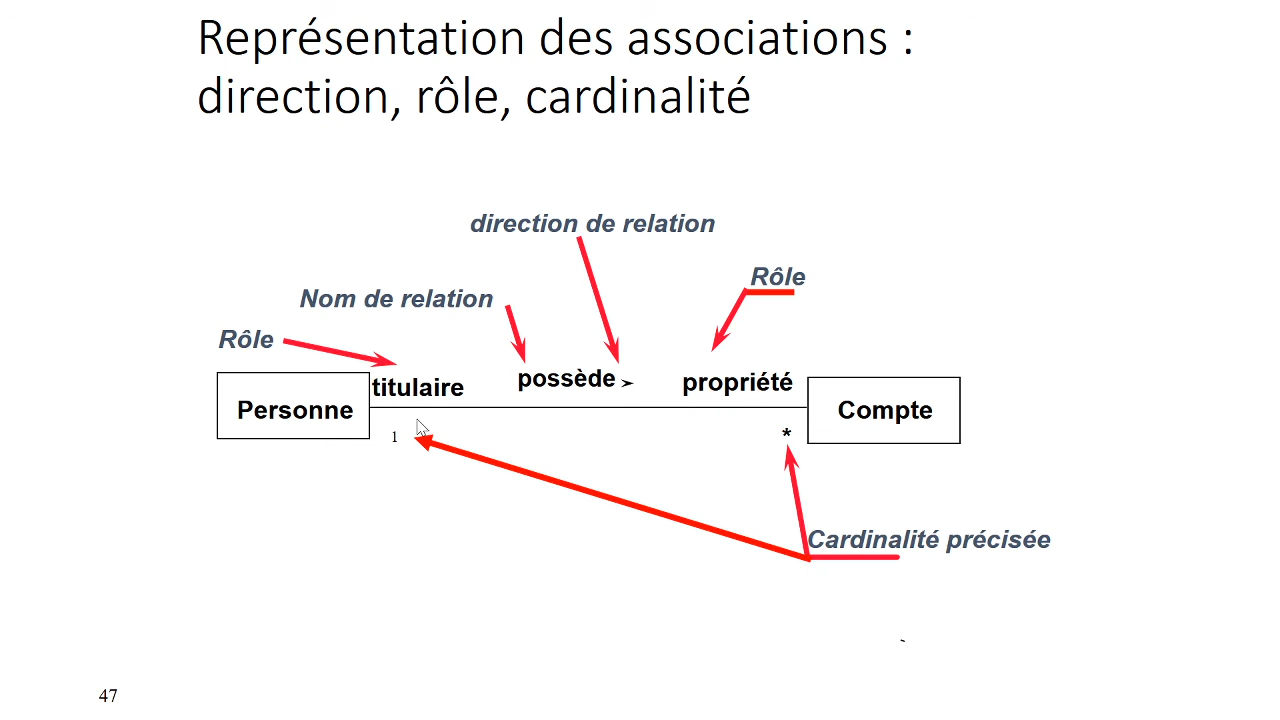 Représentation des associations :
direction, rôle, cardinalité
direction de relation
Rôle
Nom de relation
Rôle
titulaire
possède ➢
propriété
Personne
Compte
1
*
Cardinalité précisée
47